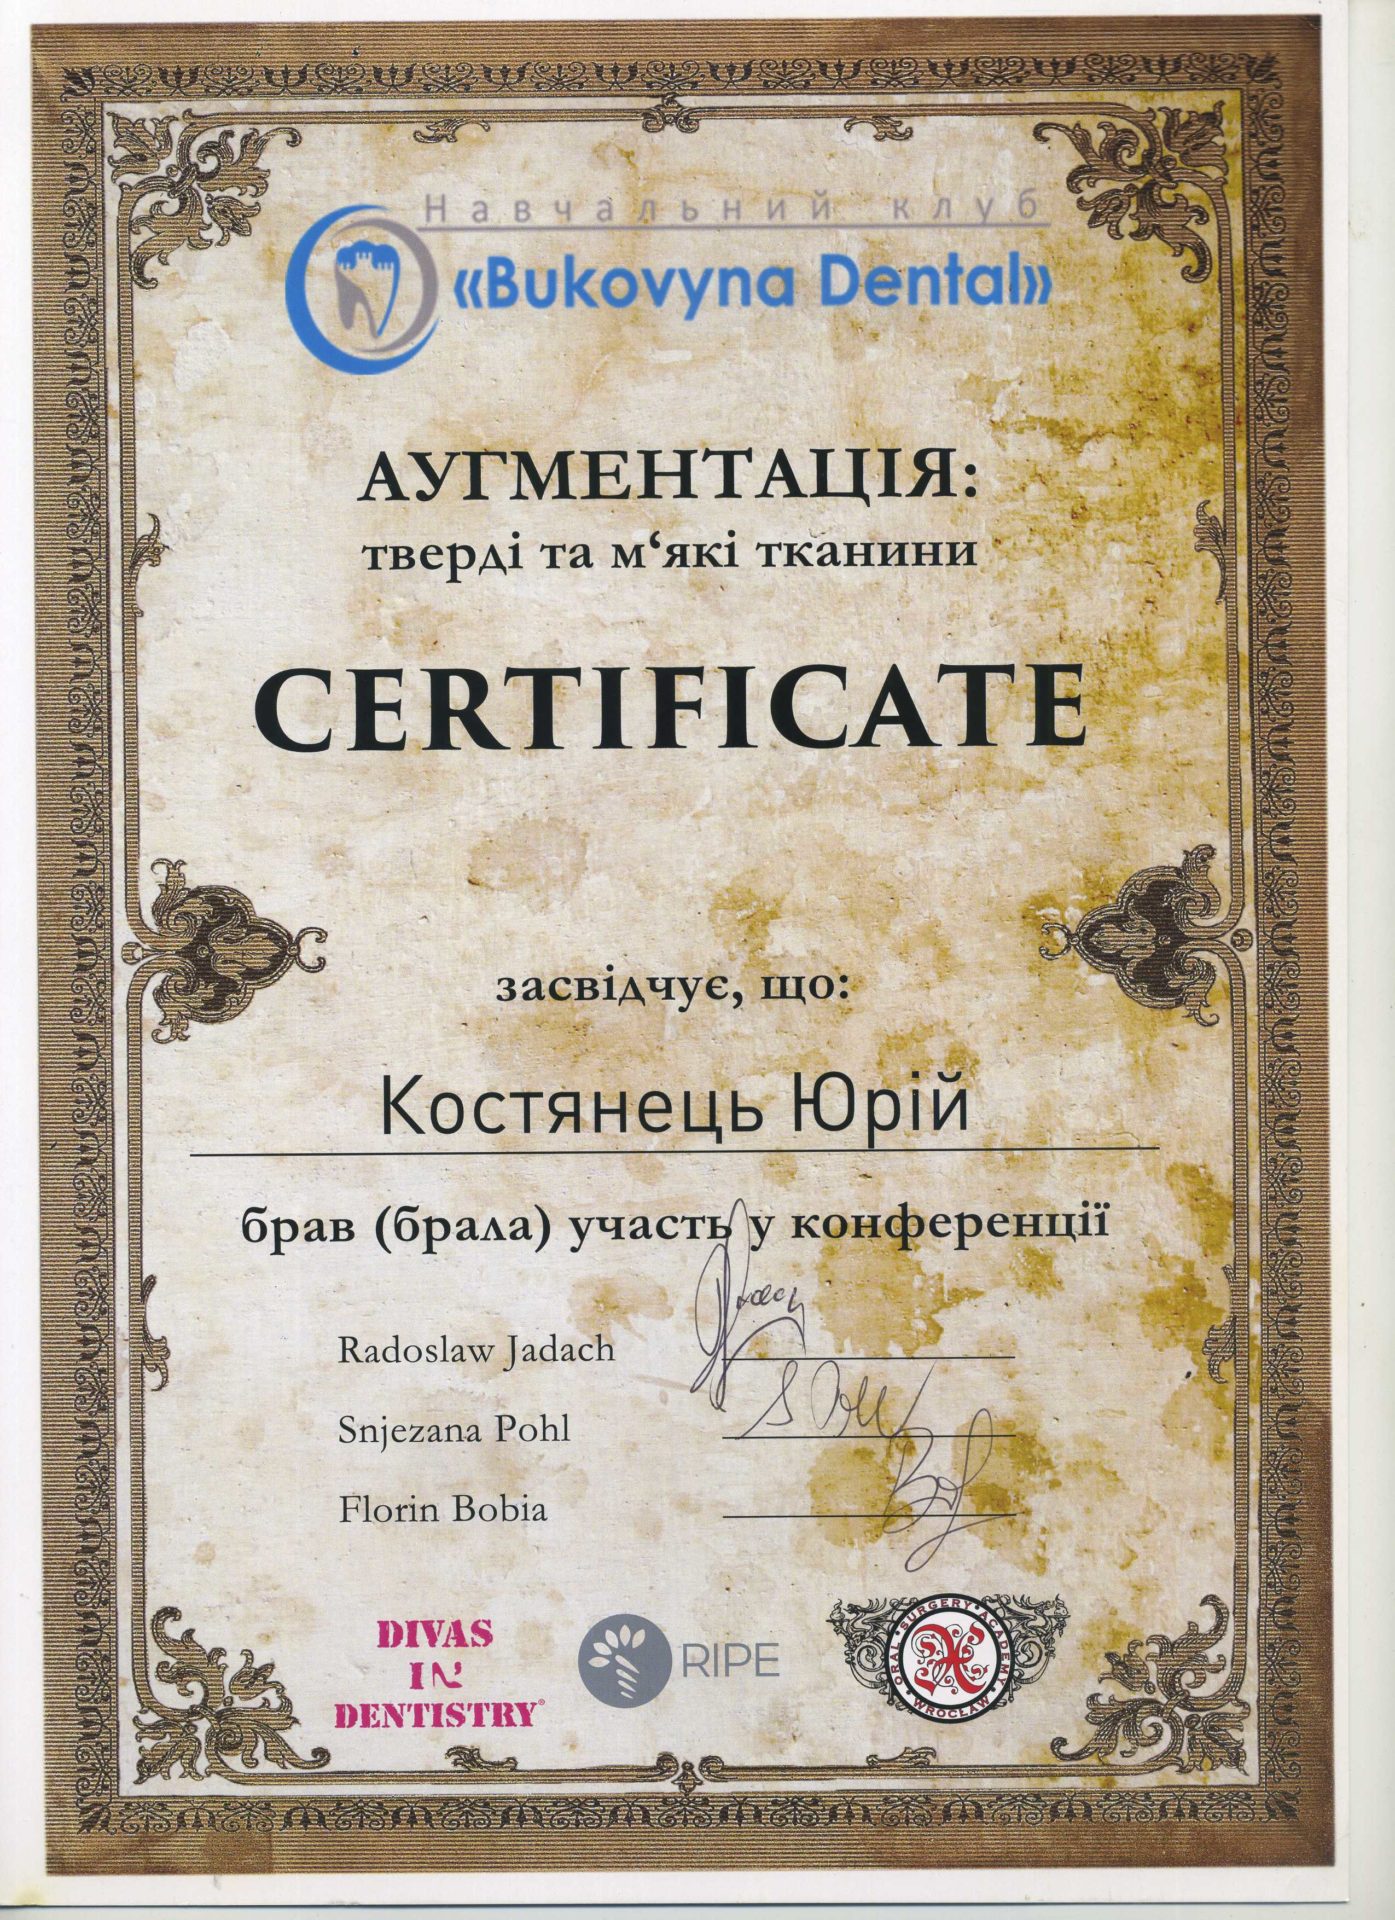 Навчальний клуб
«Bukovyna Dental»
АУГМЕНТАЦІЯ:
тверді та м‘які тканини
CERTIFICATE
засвідчує, що:
Костянець Юрій
брав (брала) участь у конференції
Radoslaw Jadach
Snjezana Pohl
Florin Bobia
DIVAS
IN
DENTISTRY®
RIPE
ORAL • SURGERY • ACADEMY • WROCŁAW •